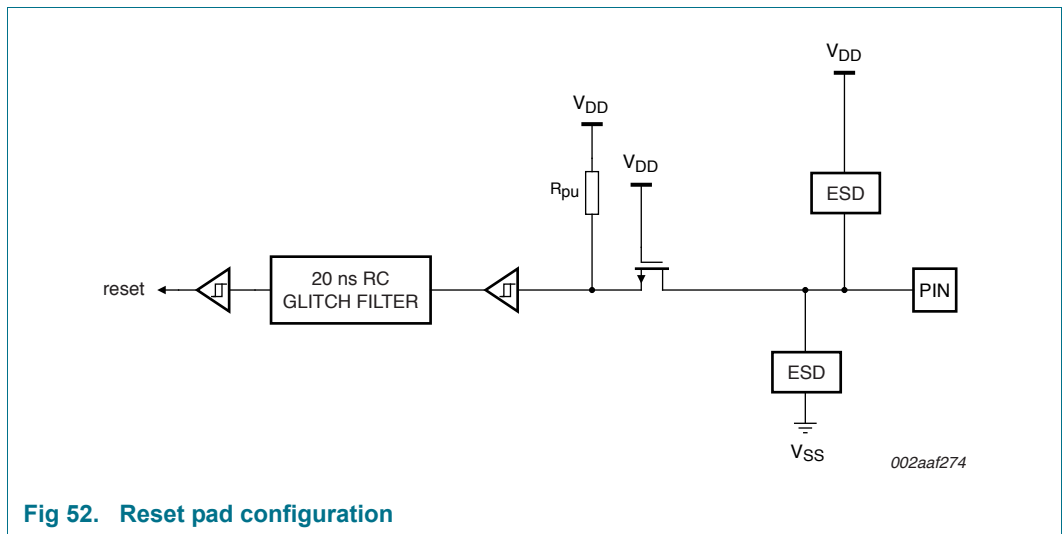 VDD
VDD
VDD
Rpu
ESD
reset
20 ns RC
GLITCH FILTER
PIN
ESD
VSS
002aaf274
Fig 52. Reset pad configuration